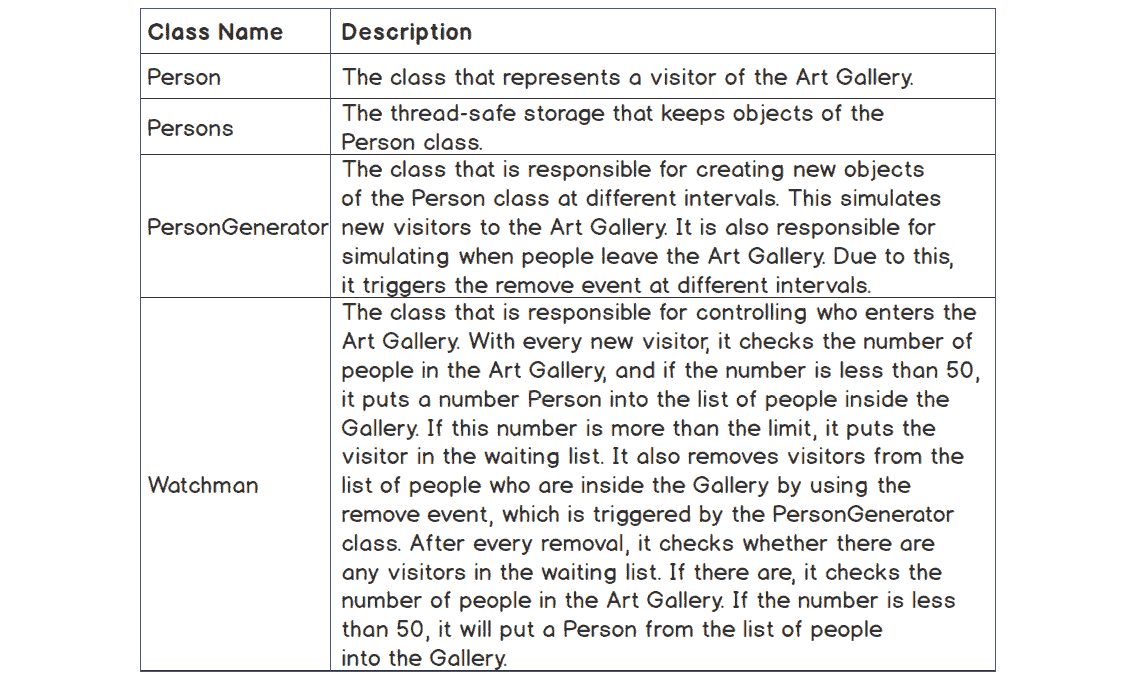 Class Name
Description
Person
The class that represents a visitor of the Art Gallery.
Persons
The thread-safe storage that keeps objects of the
Person class.
PersonGenerator
The class that is responsible for creating new objects
of the Person class at different intervals. This simulates
new visitors to the Art Gallery. It is also responsible for
simulating when people leave the Art Gallery. Due to this,
it triggers the remove event at different intervals.
Watchman
The class that is responsible for controlling who enters the
Art Gallery. With every new visitor, it checks the number of
people in the Art Gallery, and if the number is less than 50,
it puts a number Person into the list of people inside the
Gallery. If this number is more than the limit, it puts the
visitor in the waiting list. It also removes visitors from the
list of people who are inside the Gallery by using the
remove event, which is triggered by the PersonGenerator
class. After every removal, it checks whether there are
any visitors in the waiting list. If there are, it checks the
number of people in the Art Gallery. If the number is less
than 50, it will put a Person from the list of people
into the Gallery.